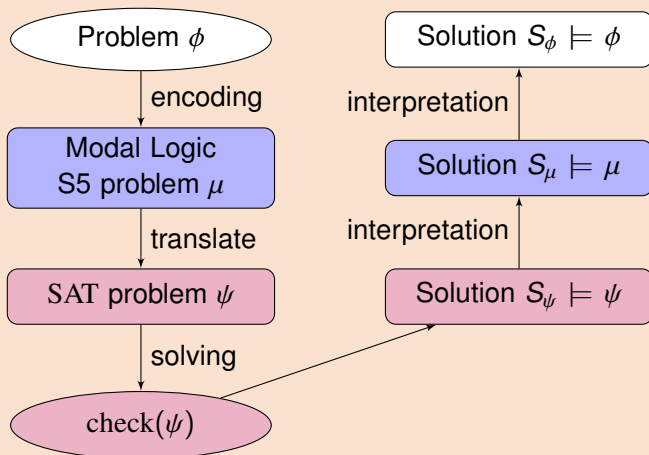 Problem ϕ
encoding
Modal Logic
S5 problem μ
translate
SAT problem ψ
solving
check(ψ)
Solution S_ϕ ⊨ ϕ
interpretation
Solution S_μ ⊨ μ
interpretation
Solution S_ψ ⊨ ψ